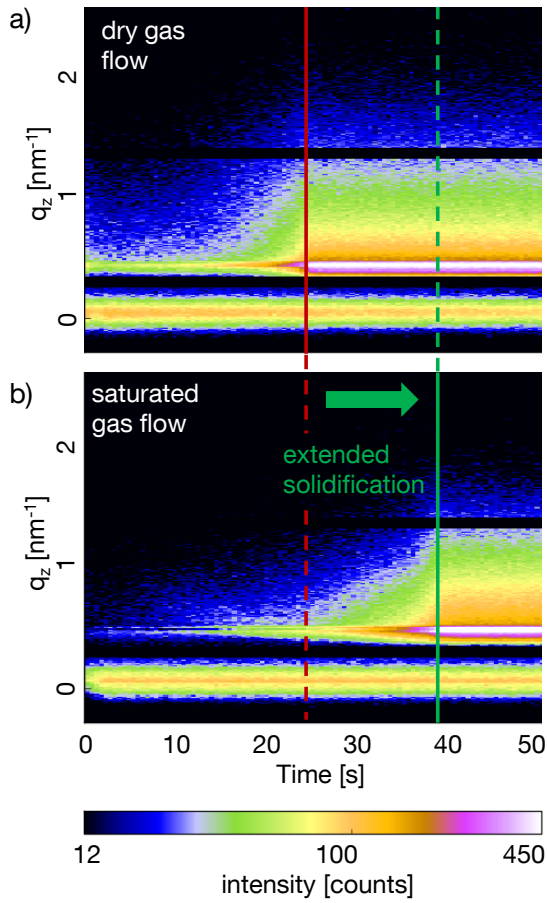 a)
dry gas
flow
2
1
0
q_z [nm⁻¹]
b)
saturated
gas flow
extended
solidification
2
1
0
q_z [nm⁻¹]
0 10 20 30 40 50
Time [s]
12 100 450
intensity [counts]